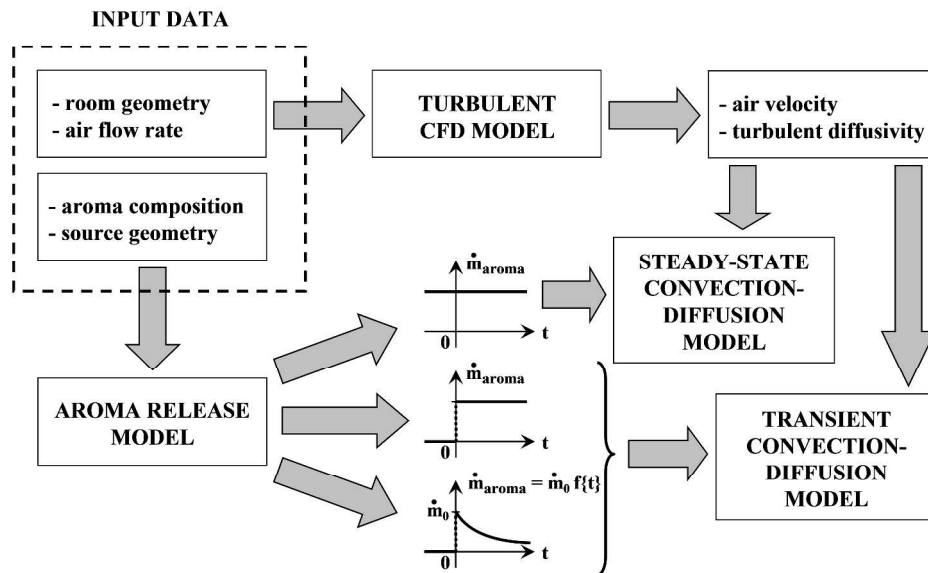 INPUT DATA
- room geometry
- air flow rate
TURBULENT
CFD MODEL
- air velocity
- turbulent diffusivity
- aroma composition
- source geometry
ṁaroma
0
t
STEADY-STATE
CONVECTION-
DIFFUSION
MODEL
AROMA RELEASE
MODEL
ṁaroma
0
t
TRANSIENT
CONVECTION-
DIFFUSION
MODEL
ṁaroma = ṁ0 f{t}
ṁ0
0
t